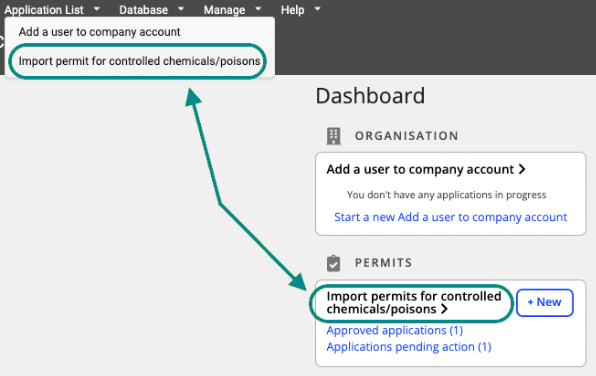 Application List Database Manage Help
Add a user to company account
Import permit for controlled chemicals/poisons
Dashboard
ORGANISATION
Add a user to company account
You don't have any applications in progress
Start a new Add a user to company account
PERMITS
Import permits for controlled
chemicals/poisons
+ New
Approved applications (1)
Applications pending action (1)